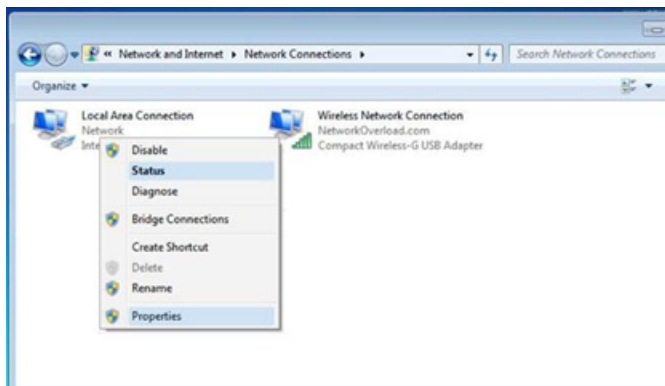 « Network and Internet ▸ Network Connections ▸
Search Network Connections
Organize ▾
Local Area Connection
Network
Inte
Wireless Network Connection
NetworkOverload.com
Compact Wireless-G USB Adapter
Disable
Status
Diagnose
Bridge Connections
Create Shortcut
Delete
Rename
Properties